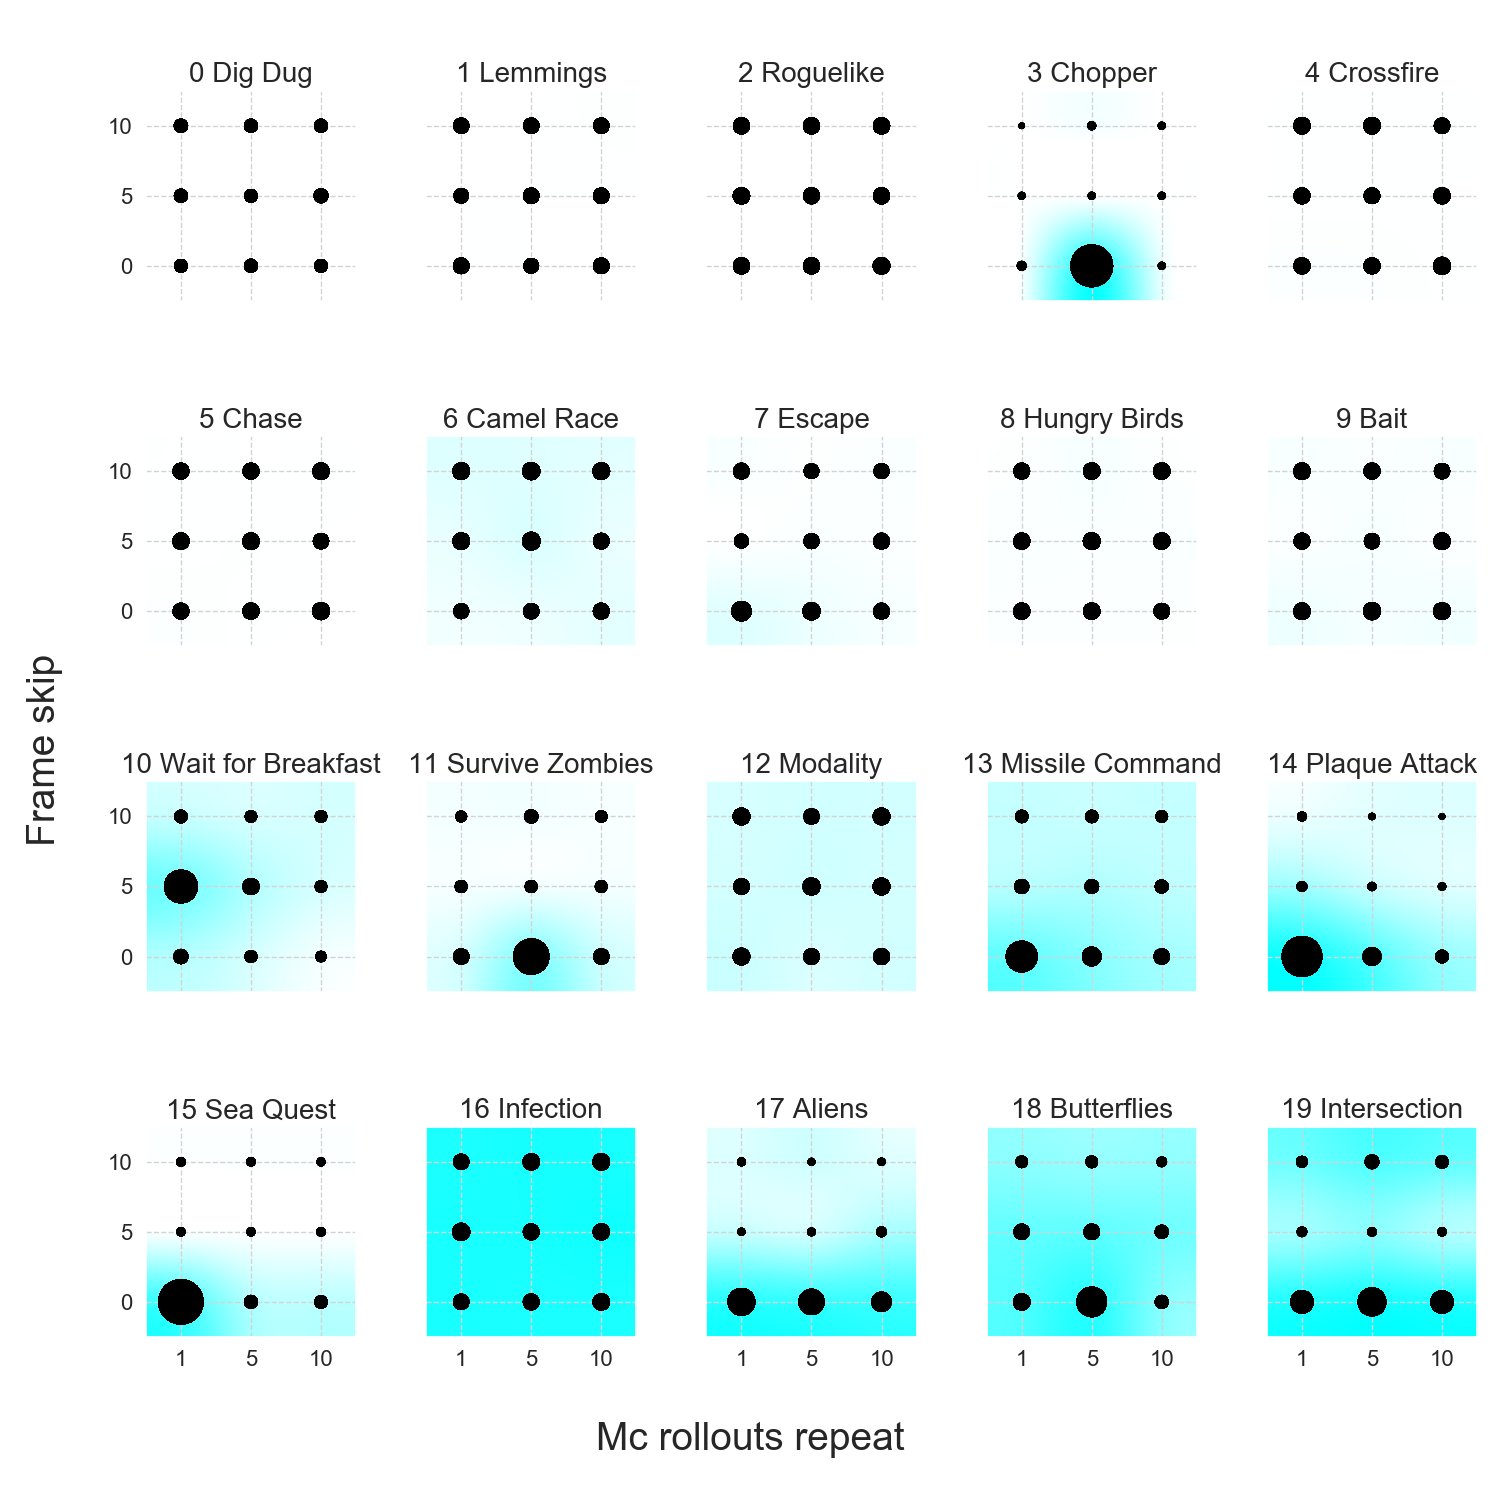 0 Dig Dug 1 Lemmings 2 Roguelike 3 Chopper 4 Crossfire
10
5
0
5 Chase 6 Camel Race 7 Escape 8 Hungry Birds 9 Bait
10
5
0
Frame skip
10 Wait for Breakfast 11 Survive Zombies 12 Modality 13 Missile Command 14 Plaque Attack
10
5
0
15 Sea Quest 16 Infection 17 Aliens 18 Butterflies 19 Intersection
10
5
0
1 5 10 1 5 10 1 5 10 1 5 10 1 5 10
Mc rollouts repeat